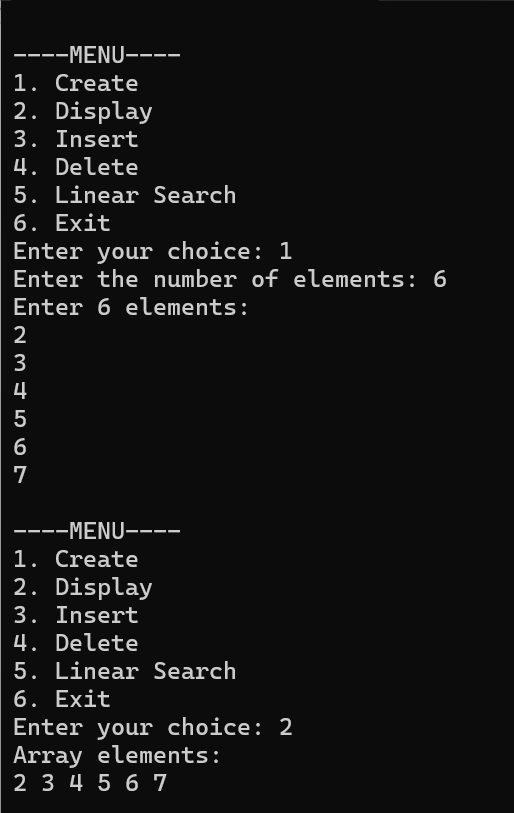 ----MENU----
1. Create
2. Display
3. Insert
4. Delete
5. Linear Search
6. Exit
Enter your choice: 1
Enter the number of elements: 6
Enter 6 elements:
2
3
4
5
6
7
----MENU----
1. Create
2. Display
3. Insert
4. Delete
5. Linear Search
6. Exit
Enter your choice: 2
Array elements:
2 3 4 5 6 7